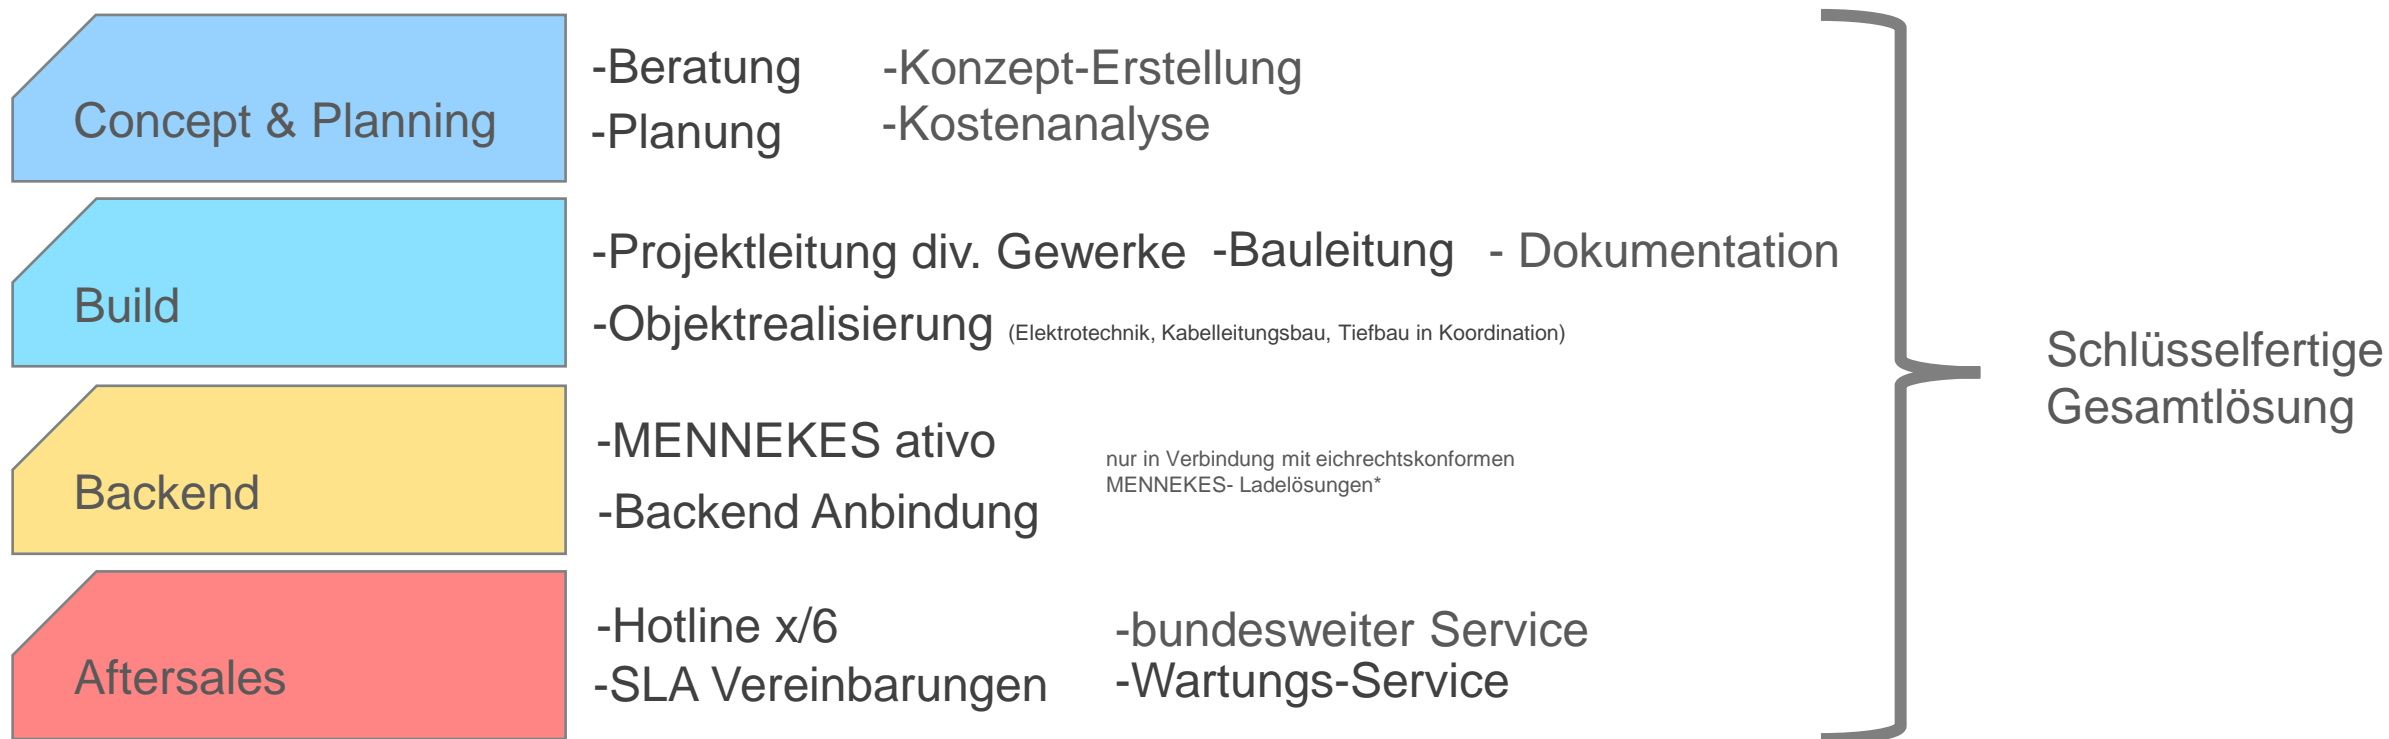 Concept & Planning
-Beratung
-Konzept-Erstellung
-Planung
-Kostenanalyse
Build
-Projektleitung div. Gewerke
-Bauleitung
- Dokumentation
-Objektrealisierung (Elektrotechnik, Kabelleitungsbau, Tiefbau in Koordination)
Backend
-MENNEKES ativo
-Backend Anbindung
nur in Verbindung mit eichrechtskonformen
MENNEKES- Ladelösungen*
Aftersales
-Hotline x/6
-bundesweiter Service
-SLA Vereinbarungen
-Wartungs-Service
Schlüsselfertige
Gesamtlösung